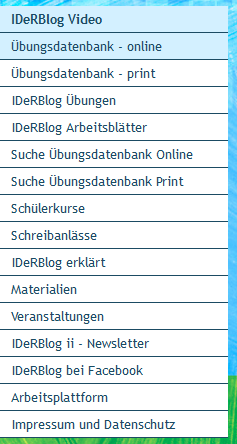 IDeRBlog Video
Übungsdatenbank - online
Übungsdatenbank - print
IDeRBlog Übungen
IDeRBlog Arbeitsblätter
Suche Übungsdatenbank Online
Suche Übungsdatenbank Print
Schülerkurse
Schreibanlässe
IDeRBlog erklärt
Materialien
Veranstaltungen
IDeRBlog ii - Newsletter
IDeRBlog bei Facebook
Arbeitsplattform
Impressum und Datenschutz